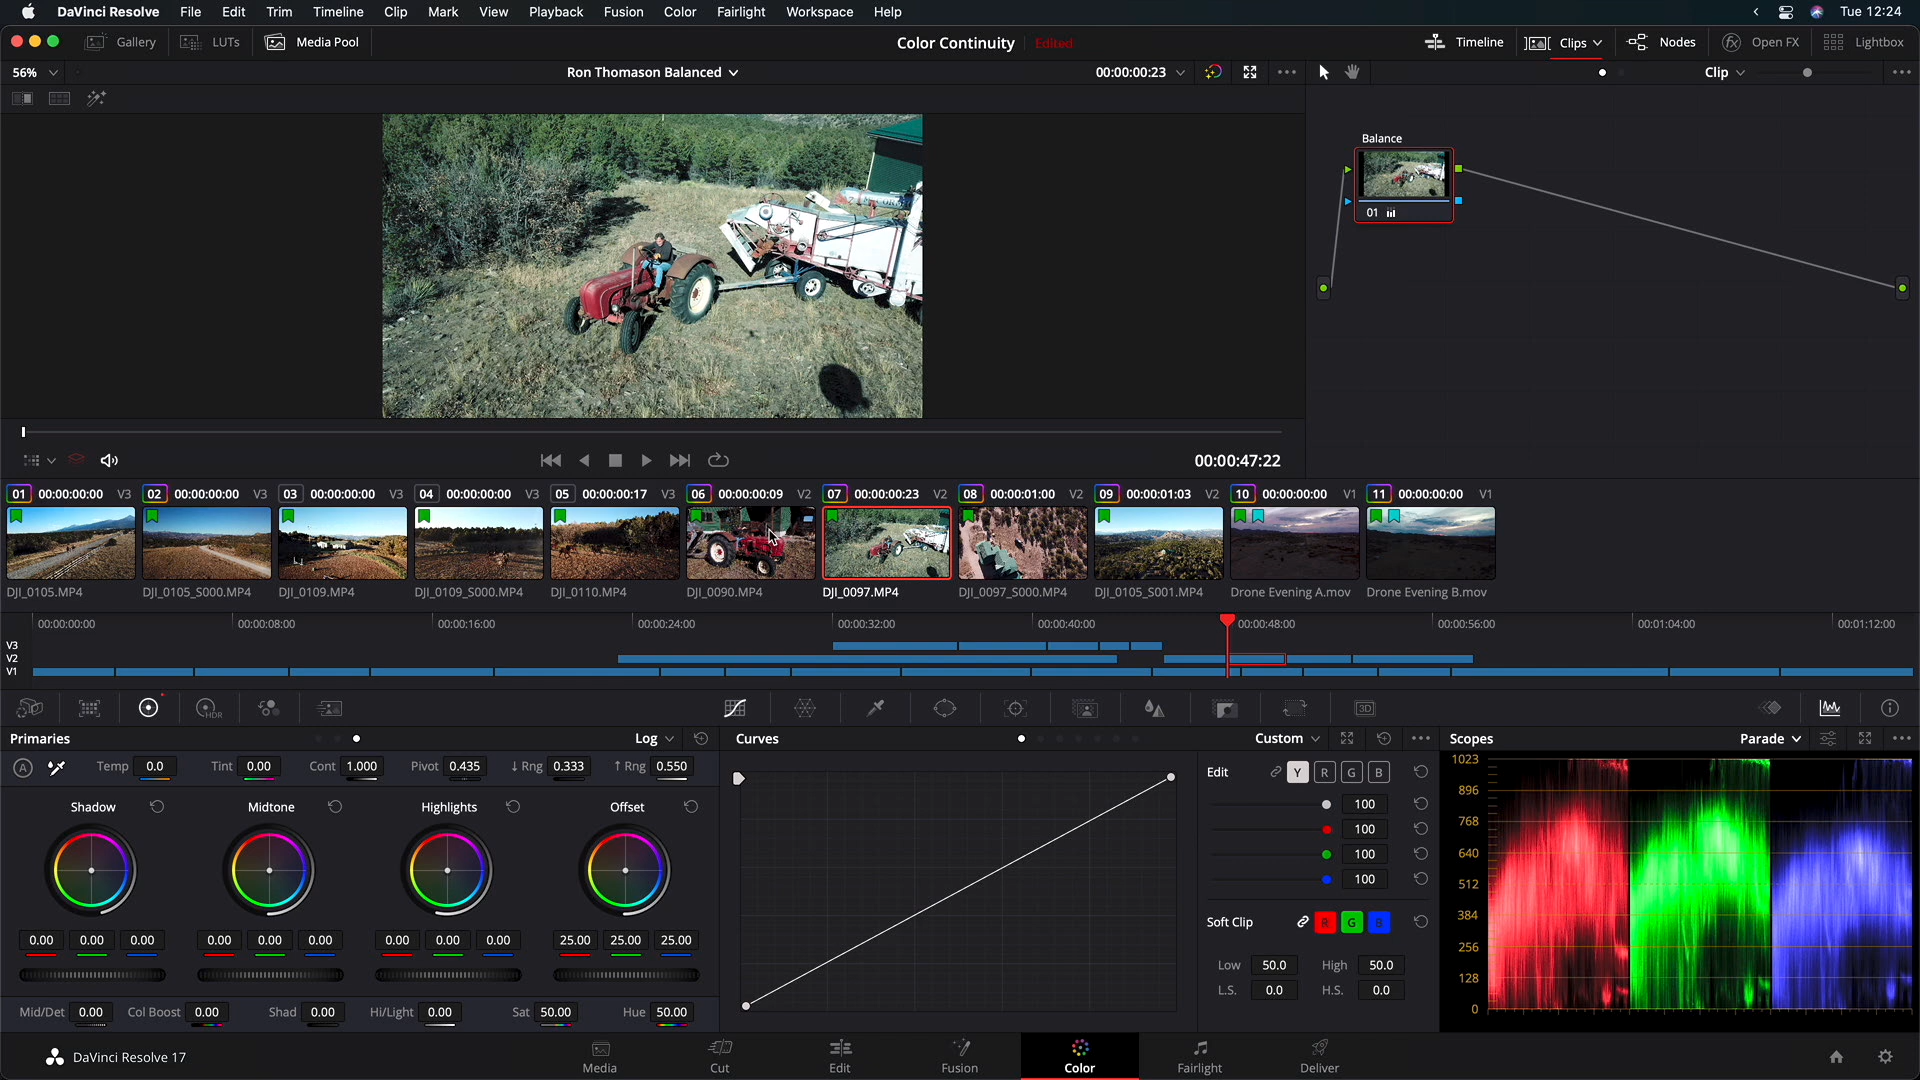 DaVinci Resolve File Edit Trim Timeline Clip Mark View Playback Fusion Color Fairlight Workspace Help Tue 12:24
Gallery LUTs Media Pool Color Continuity Edited Timeline Clips Nodes Open FX Lightbox
56% Ron Thomason Balanced 00:00:00:23 Clip
Balance
01
00:00:47:22
01 00:00:00:00 V3 02 00:00:00:00 V3 03 00:00:00:00 V3 04 00:00:00:00 V3 05 00:00:00:17 V3 06 00:00:00:09 V2 07 00:00:00:23 V2 08 00:00:01:00 V2 09 00:00:01:03 V2 10 00:00:00:00 V1 11 00:00:00:00 V1
DJI_0105.MP4 DJI_0105_S000.MP4 DJI_0109.MP4 DJI_0109_S000.MP4 DJI_0110.MP4 DJI_0090.MP4 DJI_0097.MP4 DJI_0097_S000.MP4 DJI_0105_S001.MP4 Drone Evening A.mov Drone Evening B.mov
00:00:00:00 00:00:08:00 00:00:16:00 00:00:24:00 00:00:32:00 00:00:40:00 00:00:48:00 00:00:56:00 00:01:04:00 00:01:12:00
V3
V2
V1
HDR 3D
Primaries Log Curves Custom Scopes Parade
A Temp 0.0 Tint 0.00 Cont 1.000 Pivot 0.435 ↓ Rng 0.333 ↑ Rng 0.550
Shadow Midtone Highlights Offset
0.00 0.00 0.00 0.00 0.00 0.00 0.00 0.00 0.00 25.00 25.00 25.00
Mid/Det 0.00 Col Boost 0.00 Shad 0.00 Hi/Light 0.00 Sat 50.00 Hue 50.00
Edit Y R G B
100
100
100
100
Soft Clip R G B
Low 50.0 High 50.0
L.S. 0.0 H.S. 0.0
1023
896
768
640
512
384
256
128
0
DaVinci Resolve 17 Media Cut Edit Fusion Color Fairlight Deliver